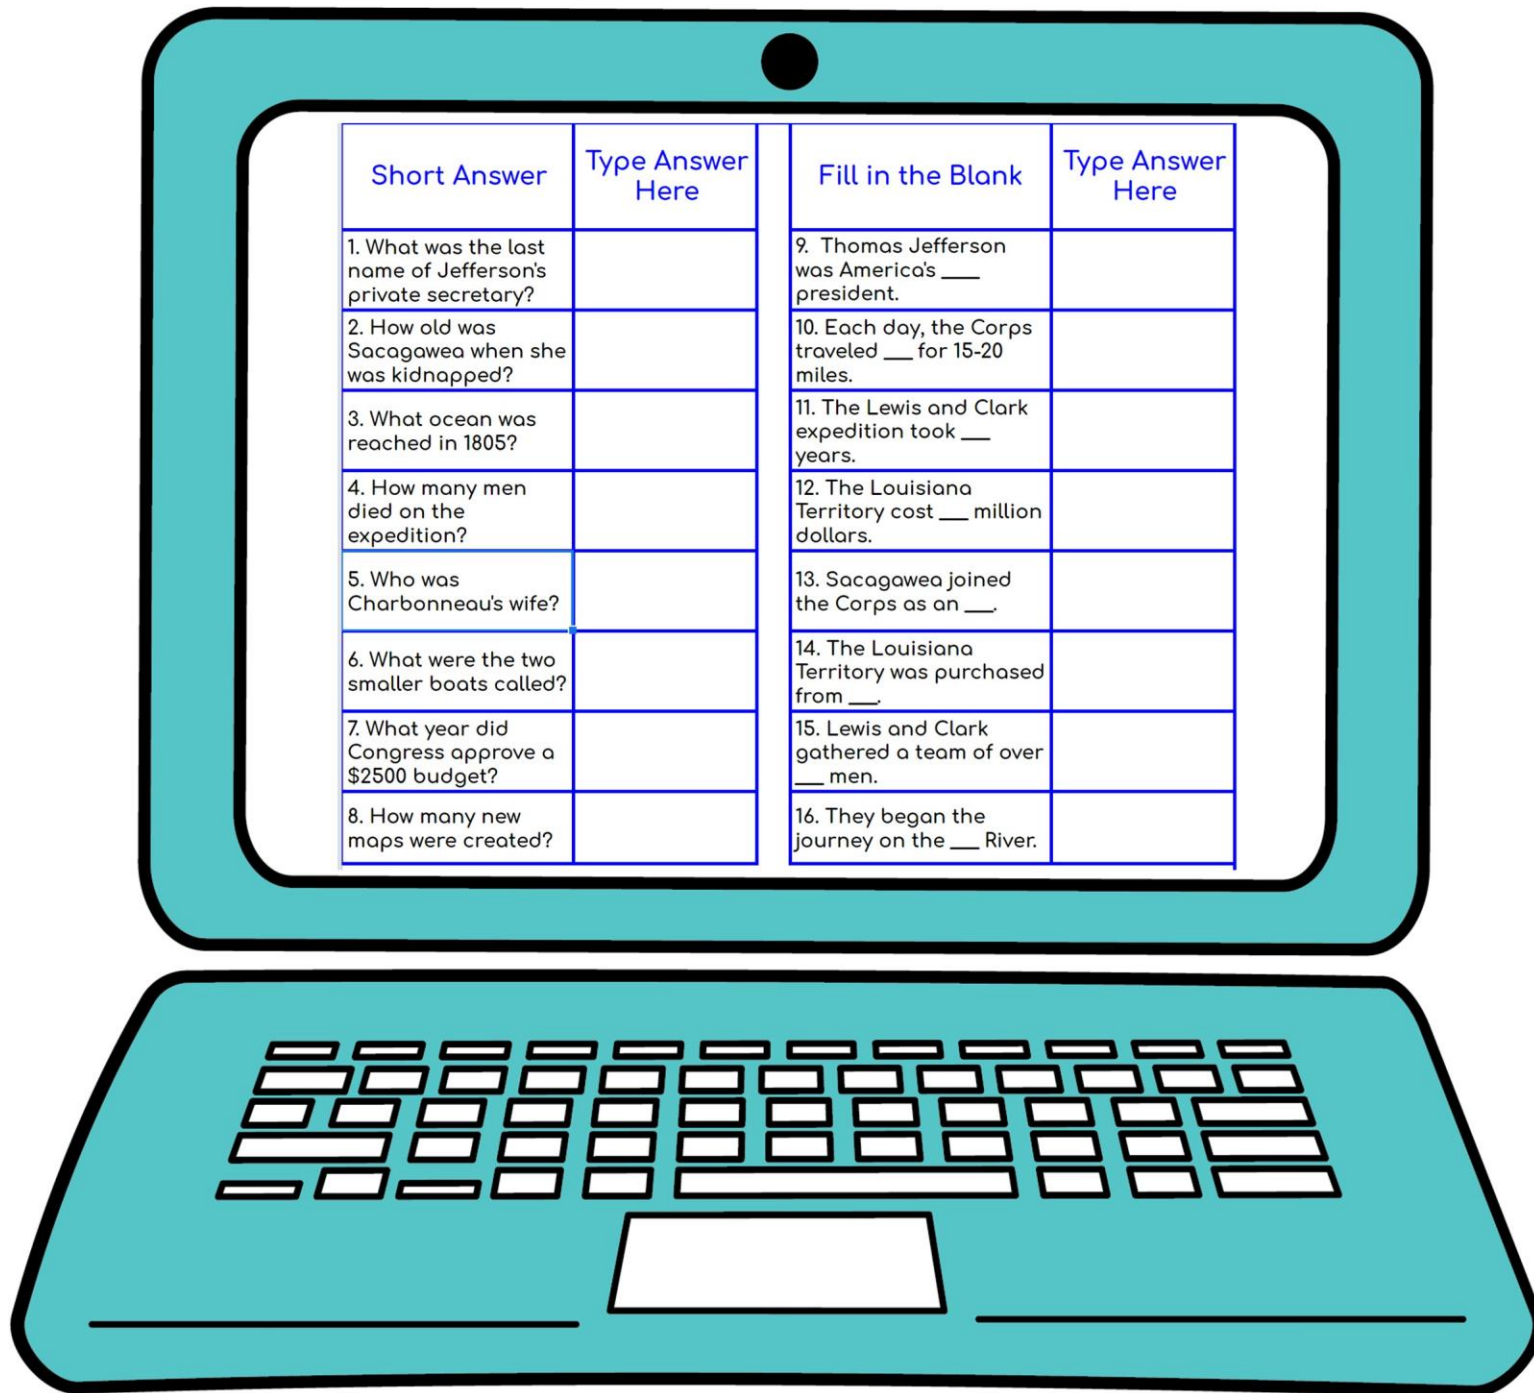 Short Answer
Type Answer
Here
1. What was the last
name of Jefferson's
private secretary?
2. How old was
Sacagawea when she
was kidnapped?
3. What ocean was
reached in 1805?
4. How many men
died on the
expedition?
5. Who was
Charbonneau's wife?
6. What were the two
smaller boats called?
7. What year did
Congress approve a
$2500 budget?
8. How many new
maps were created?
Fill in the Blank
Type Answer
Here
9. Thomas Jefferson
was America's ____
president.
10. Each day, the Corps
traveled ___ for 15-20
miles.
11. The Lewis and Clark
expedition took ___
years.
12. The Louisiana
Territory cost ___ million
dollars.
13. Sacagawea joined
the Corps as an ___.
14. The Louisiana
Territory was purchased
from ___.
15. Lewis and Clark
gathered a team of over
___ men.
16. They began the
journey on the ___ River.